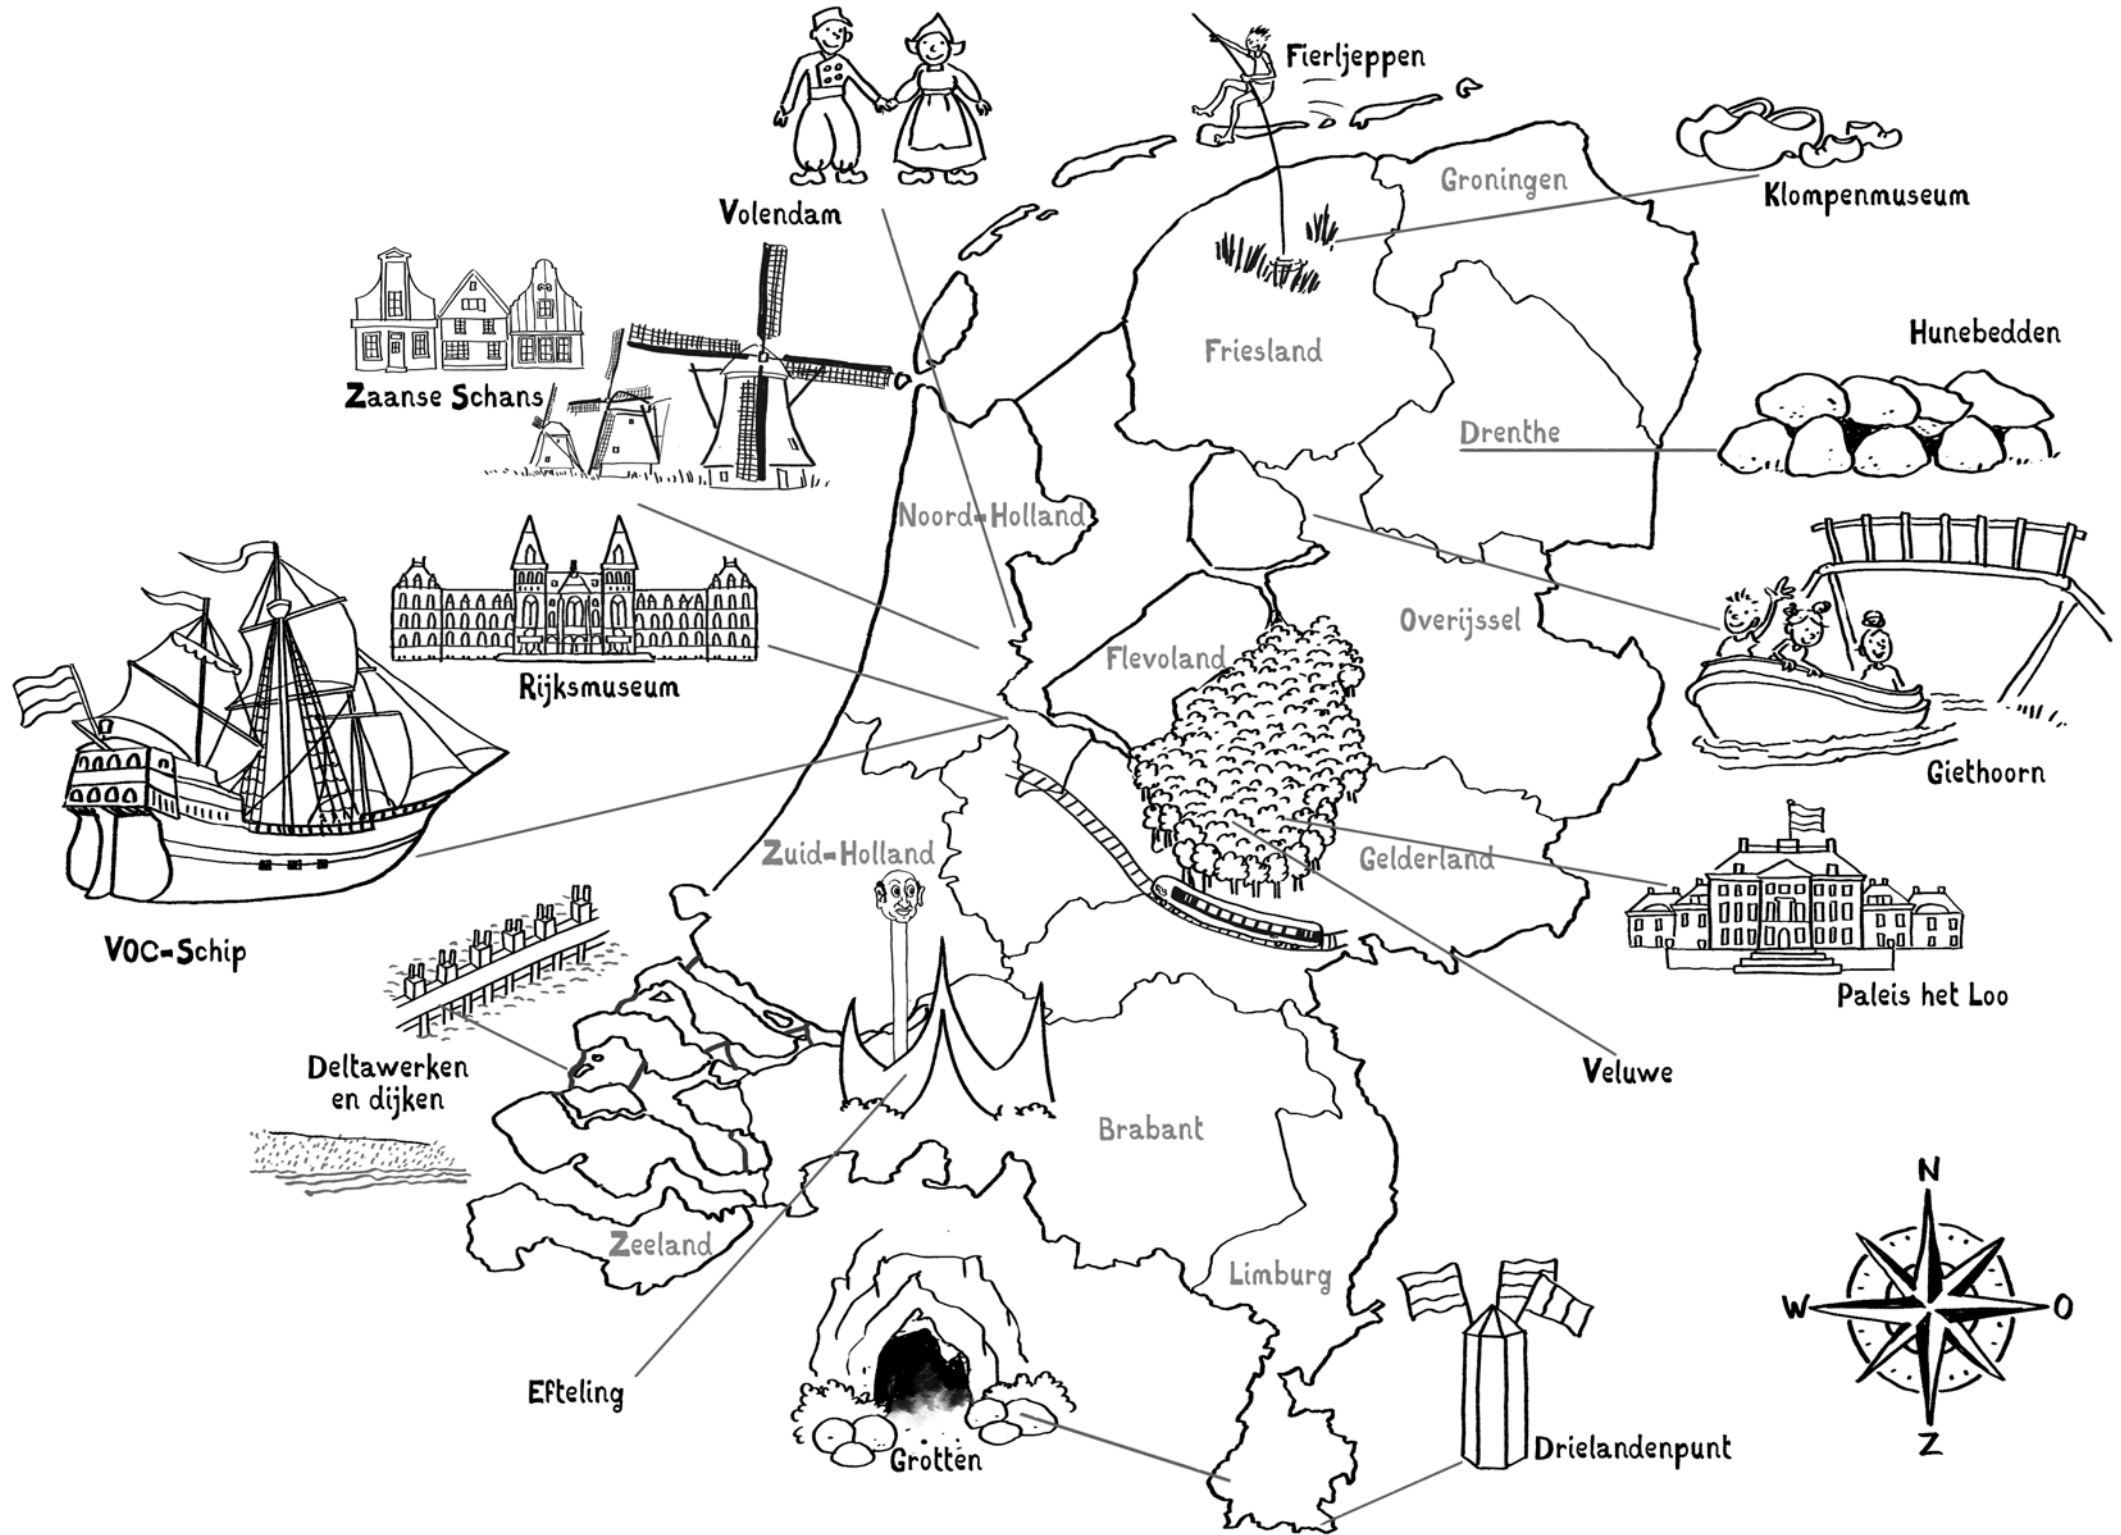 Fierljeppen
Groningen
Klompenmuseum
Volendam
Hunebedden
Friesland
Zaanse Schans
Drenthe
Noord-Holland
Overijssel
Flevoland
Rijksmuseum
Giethoorn
Zuid-Holland
Gelderland
VOC-Schip
Paleis het Loo
Deltawerken
en dijken
Veluwe
Brabant
N
Zeeland
Limburg
W
O
Efteling
Grotten
Drielandenpunt
Z